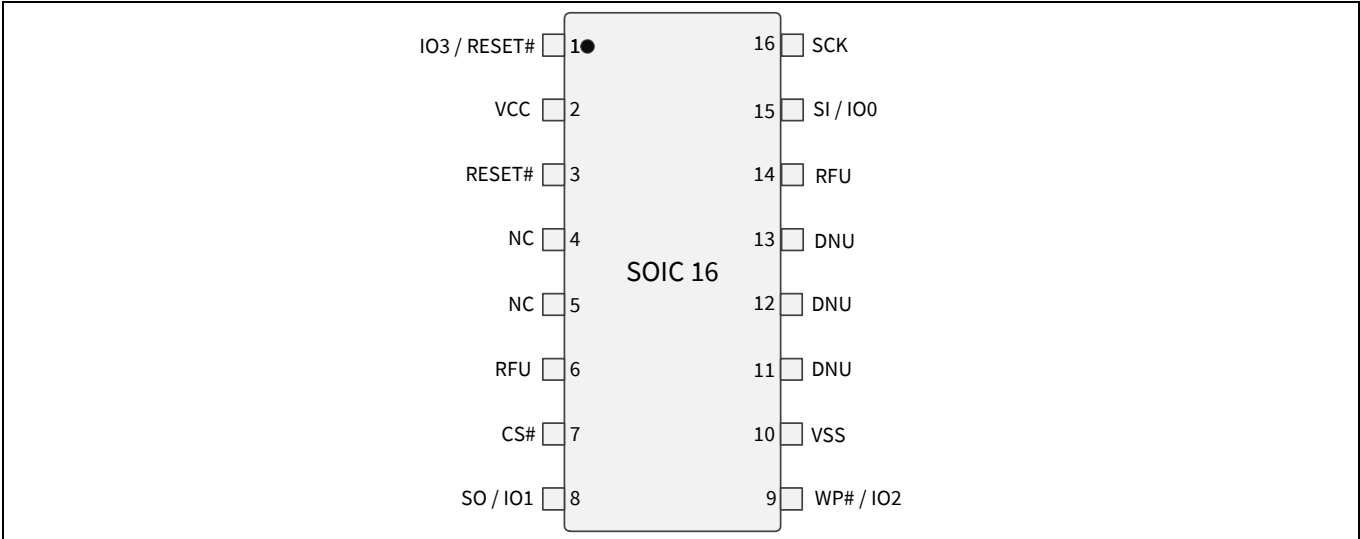 IO3 / RESET# 1 16 SCK
VCC 2 15 SI / IO0
RESET# 3 14 RFU
NC 4 13 DNU
SOIC 16
NC 5 12 DNU
RFU 6 11 DNU
CS# 7 10 VSS
SO / IO1 8 9 WP# / IO2